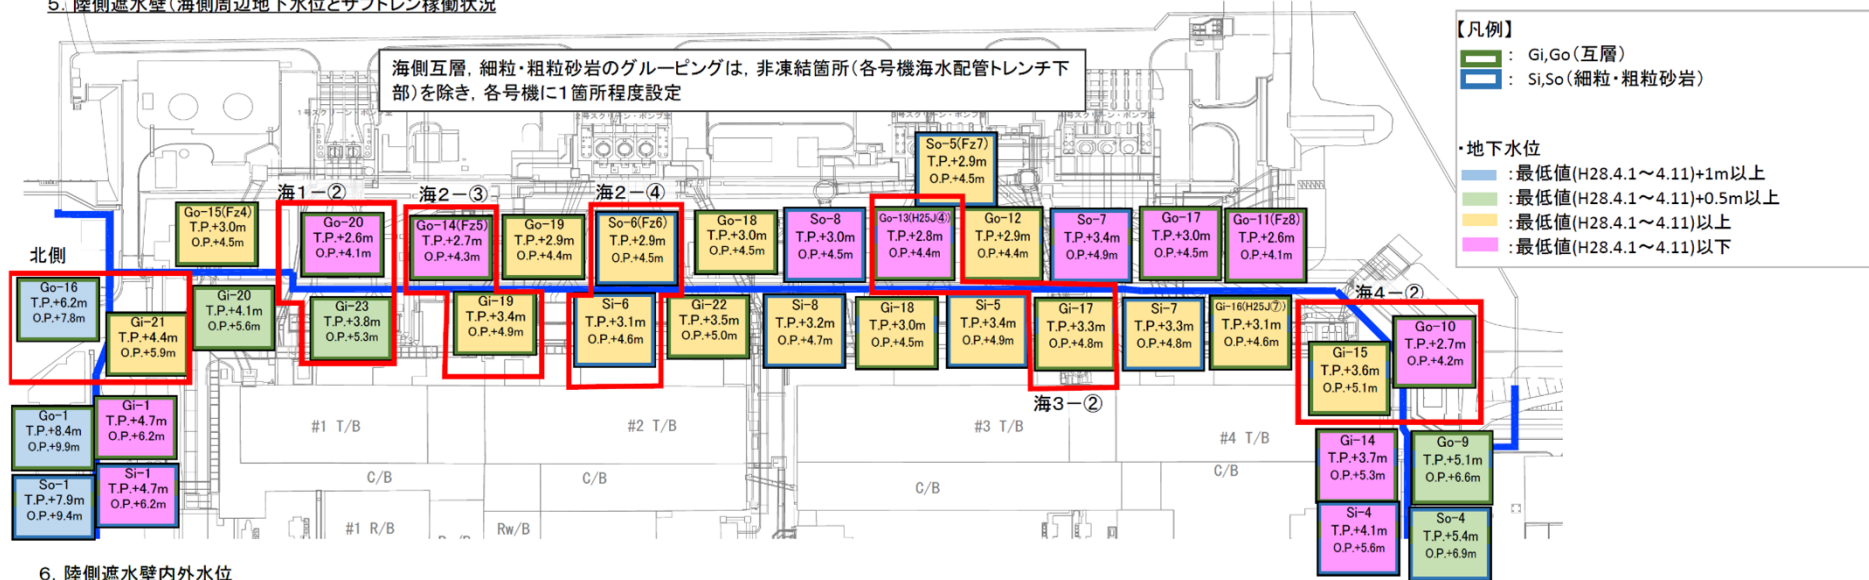 5. 陸側遮水壁(海側周辺地下水位とサブドレン稼働状況
海側互層，細粒・粗粒砂岩のグルーピングは，非凍結箇所（各号機海水配管トレンチ下
部）を除き，各号機に1箇所程度設定
【凡例】
： Gi,Go（互層）
： Si,So（細粒・粗粒砂岩）
・地下水位
：最低値(H28.4.1～4.11)+1m以上
：最低値(H28.4.1～4.11)+0.5m以上
：最低値(H28.4.1～4.11)以上
：最低値(H28.4.1～4.11)以下
So-5(Fz7)
T.P.+2.9m
O.P.+4.5m
海1－②
海2－③
海2－④
Go-15(Fz4)
T.P.+3.0m
O.P.+4.5m
Go-20
T.P.+2.6m
O.P.+4.1m
Go-14(Fz5)
T.P.+2.7m
O.P.+4.3m
Go-19
T.P.+2.9m
O.P.+4.4m
So-6(Fz6)
T.P.+2.9m
O.P.+4.5m
Go-18
T.P.+3.0m
O.P.+4.5m
So-8
T.P.+3.0m
O.P.+4.5m
Go-13(H25J④)
T.P.+2.8m
O.P.+4.4m
Go-12
T.P.+2.9m
O.P.+4.4m
So-7
T.P.+3.4m
O.P.+4.9m
Go-17
T.P.+3.0m
O.P.+4.5m
Go-11(Fz8)
T.P.+2.6m
O.P.+4.1m
北側
海4－②
Go-16
T.P.+6.2m
O.P.+7.8m
Gi-21
T.P.+4.4m
O.P.+5.9m
Gi-20
T.P.+4.1m
O.P.+5.6m
Gi-23
T.P.+3.8m
O.P.+5.3m
Gi-19
T.P.+3.4m
O.P.+4.9m
Si-6
T.P.+3.1m
O.P.+4.6m
Gi-22
T.P.+3.5m
O.P.+5.0m
Si-8
T.P.+3.2m
O.P.+4.7m
Gi-18
T.P.+3.0m
O.P.+4.5m
Si-5
T.P.+3.4m
O.P.+4.9m
Gi-17
T.P.+3.3m
O.P.+4.8m
Si-7
T.P.+3.3m
O.P.+4.8m
Gi-16(H25J⑦)
T.P.+3.1m
O.P.+4.6m
Gi-15
T.P.+3.6m
O.P.+5.1m
Go-10
T.P.+2.7m
O.P.+4.2m
海3－②
Go-1
T.P.+8.4m
O.P.+9.9m
Gi-1
T.P.+4.7m
O.P.+6.2m
#1 T/B
#2 T/B
#3 T/B
#4 T/B
Gi-14
T.P.+3.7m
O.P.+5.3m
Go-9
T.P.+5.1m
O.P.+6.6m
So-1
T.P.+7.9m
O.P.+9.4m
Si-1
T.P.+4.7m
O.P.+6.2m
C/B
C/B
C/B
C/B
Si-4
T.P.+4.1m
O.P.+5.6m
So-4
T.P.+5.4m
O.P.+6.9m
#1 R/B
Rw/B
6. 陸側遮水壁内外水位